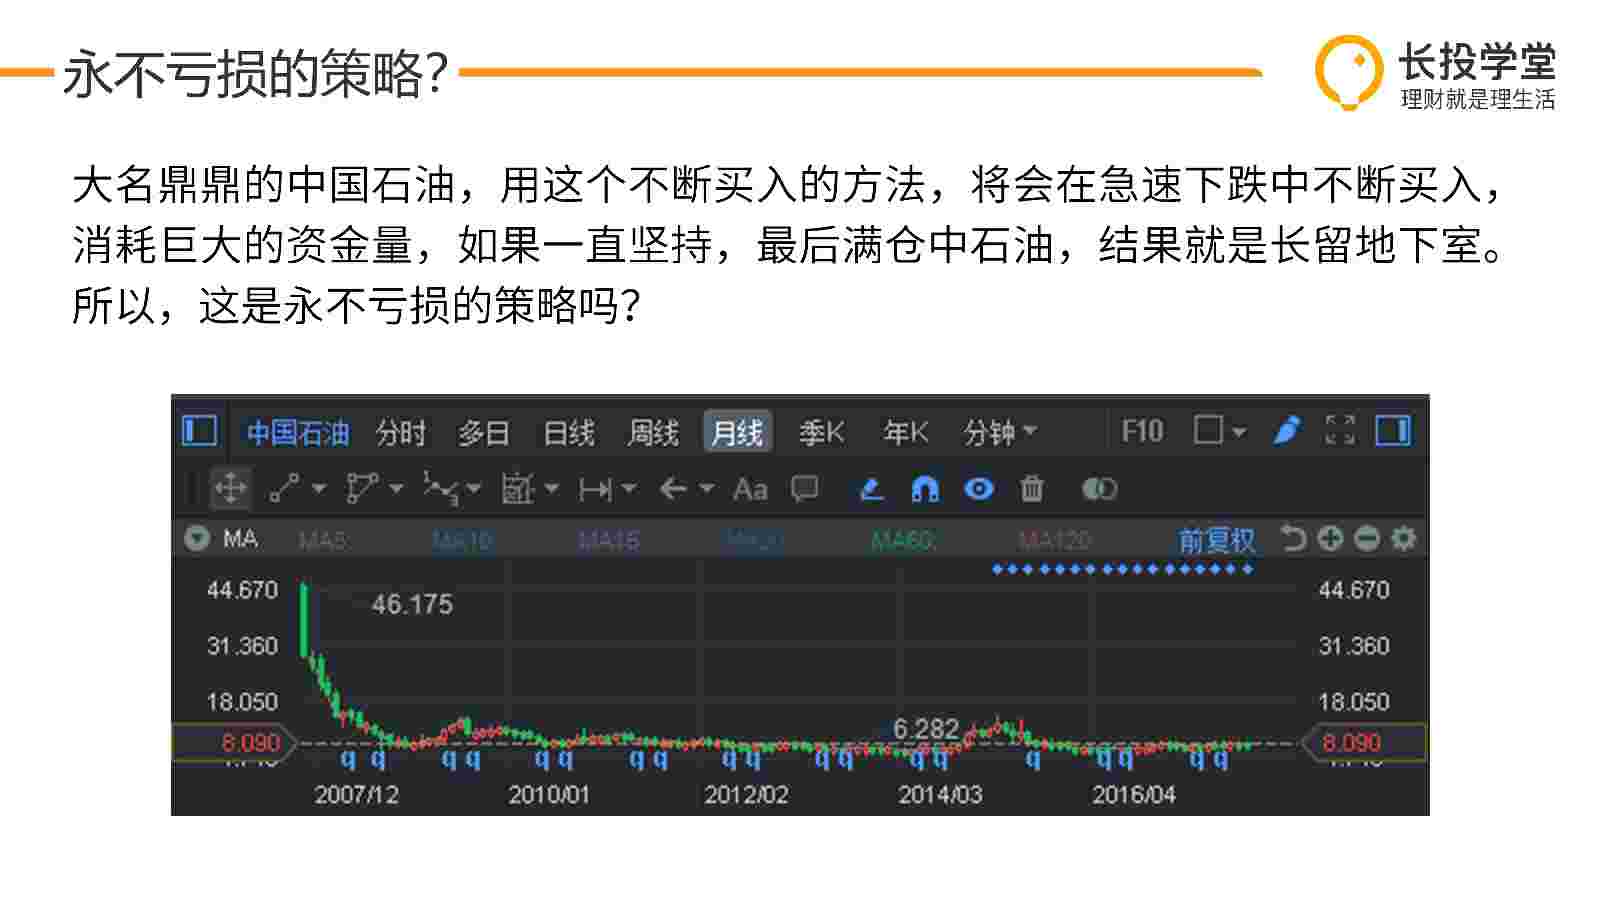 永不亏损的策略？
长投学堂
理财就是理生活
大名鼎鼎的中国石油，用这个不断买入的方法，将会在急速下跌中不断买入，
消耗巨大的资金量，如果一直坚持，最后满仓中石油，结果就是长留地下室。
所以，这是永不亏损的策略吗？
中国石油 分时 多日 日线 周线 月线 季K 年K 分钟 F10
Aa
MA MA5: MA10: MA15: MA20: MA60: MA120: 前复权
44.670 46.175 44.670
31.360 31.360
18.050 18.050
6.282
8.090 8.090
q q q q q q q q q q q q q q q q q q q
2007/12 2010/01 2012/02 2014/03 2016/04